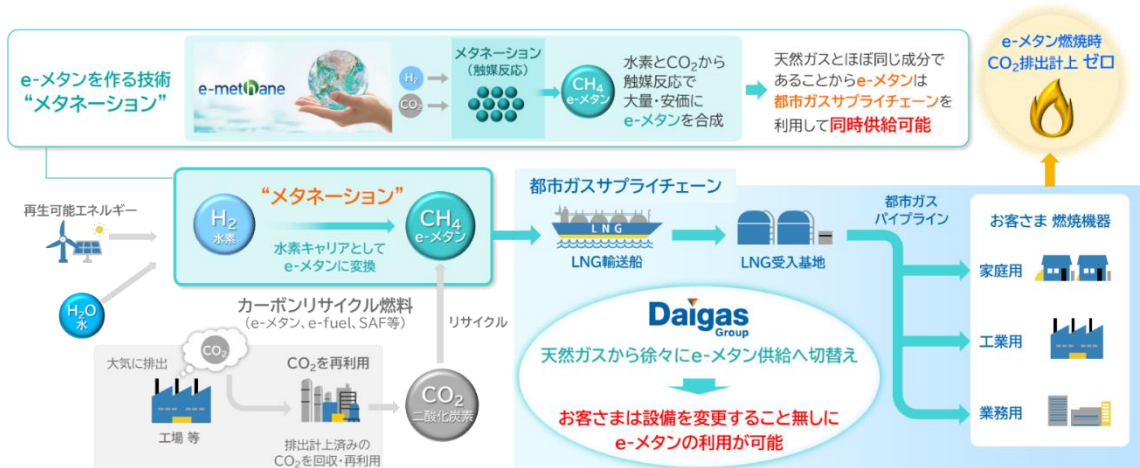 e-メタンを作る技術
“メタネーション”
e-methane
H₂
CO₂
メタネーション
(触媒反応)
CH₄
e-メタン
水素とCO₂から
触媒反応で
大量・安価に
e-メタンを合成
天然ガスとほぼ同じ成分で
あることからe-メタンは
都市ガスサプライチェーンを
利用して同時供給可能
e-メタン燃焼時
CO₂排出計上 ゼロ
再生可能エネルギー
H₂O
水
“メタネーション”
H₂
水素
CH₄
e-メタン
水素キャリアとして
e-メタンに変換
カーボンリサイクル燃料
(e-メタン、e-fuel、SAF等)
リサイクル
大気に排出
CO₂
工場 等
CO₂を再利用
排出計上済みの
CO₂を回収・再利用
CO₂
二酸化炭素
都市ガスサプライチェーン
LNG
LNG輸送船
LNG受入基地
都市ガス
パイプライン
Daigas
Group
天然ガスから徐々にe-メタン供給へ切替え
お客さまは設備を変更すること無しに
e-メタンの利用が可能
お客さま 燃焼機器
家庭用
工業用
業務用